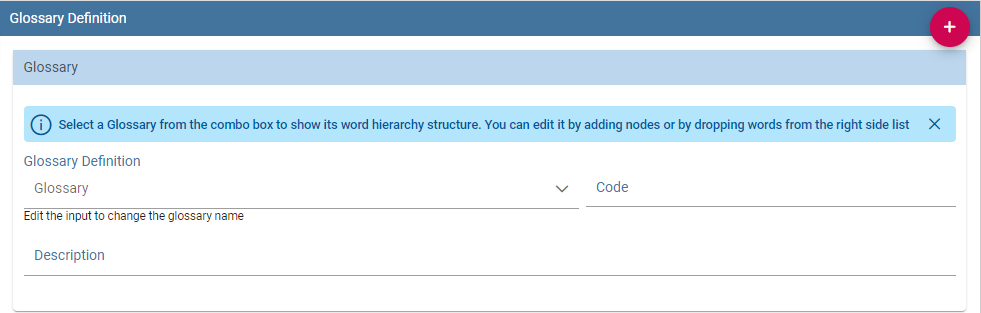 Glossary Definition
Glossary
Select a Glossary from the combo box to show its word hierarchy structure. You can edit it by adding nodes or by dropping words from the right side list
Glossary Definition
Glossary
Code
Edit the input to change the glossary name
Description